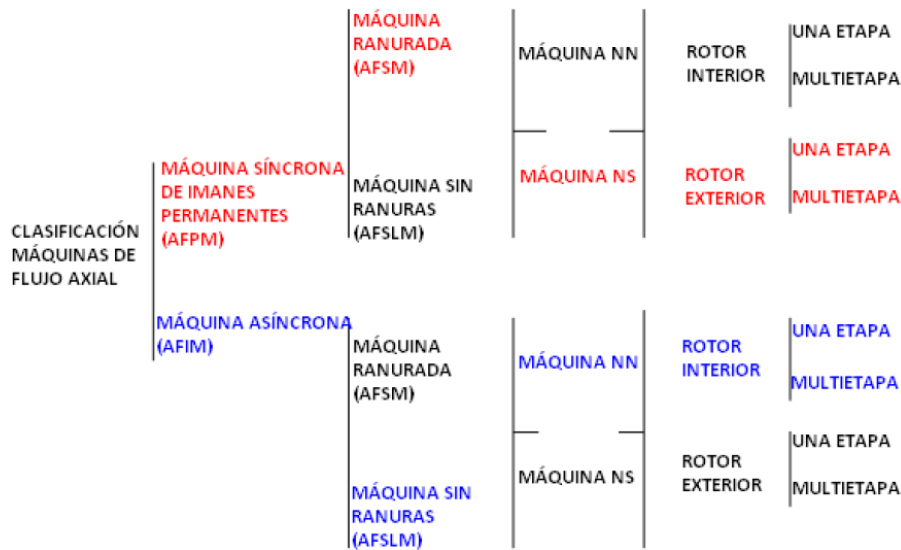 CLASIFICACIÓN
MÁQUINAS DE
FLUJO AXIAL
MÁQUINA SÍNCRONA
DE IMANES
PERMANENTES
(AFPM)
MÁQUINA ASÍNCRONA
(AFIM)
MÁQUINA
RANURADA
(AFSM)
MÁQUINA SIN
RANURAS
(AFSLM)
MÁQUINA NN
MÁQUINA NS
ROTOR
INTERIOR
UNA ETAPA
MULTIETAPA
ROTOR
EXTERIOR
UNA ETAPA
MULTIETAPA
MÁQUINA
RANURADA
(AFSM)
MÁQUINA SIN
RANURAS
(AFSLM)
MÁQUINA NN
MÁQUINA NS
ROTOR
INTERIOR
UNA ETAPA
MULTIETAPA
ROTOR
EXTERIOR
UNA ETAPA
MULTIETAPA